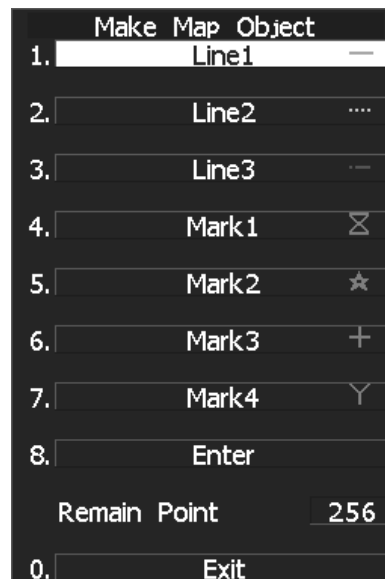 Make Map Object
1. Line1
2. Line2
3. Line3
4. Mark1
5. Mark2
6. Mark3
7. Mark4
8. Enter
Remain Point 256
0. Exit